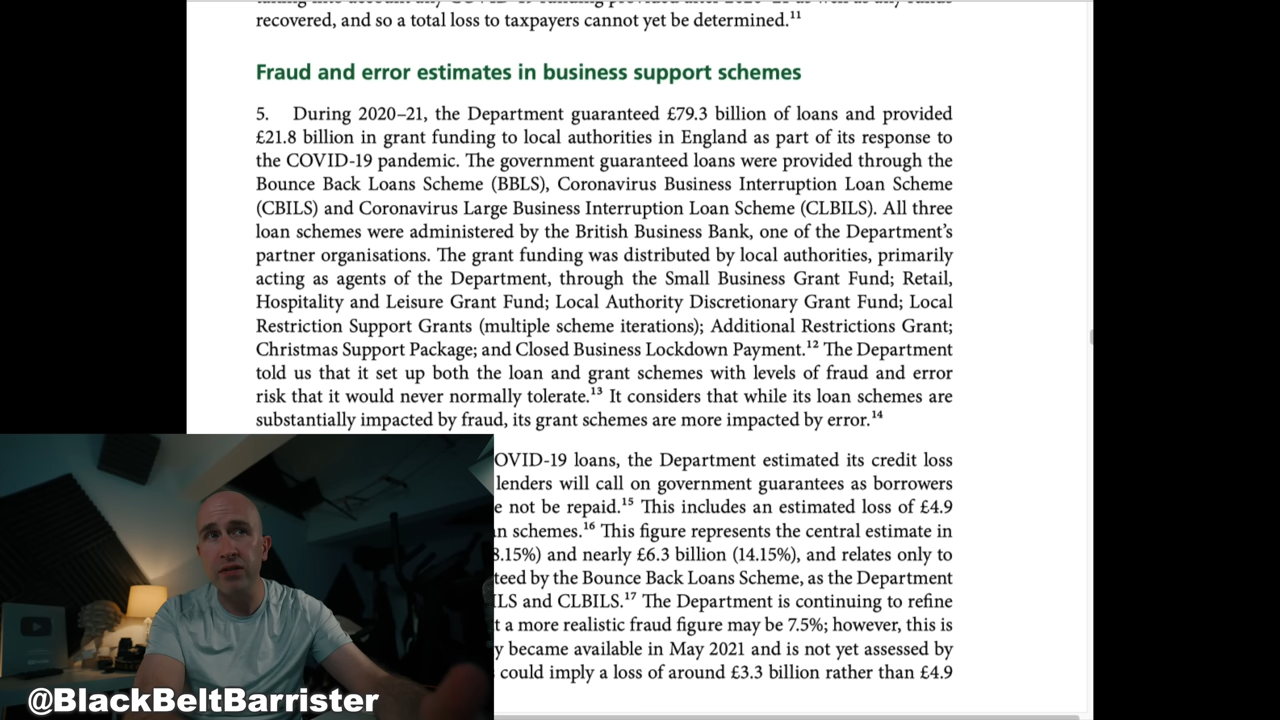 recovered, and so a total loss to taxpayers cannot yet be determined.¹¹
Fraud and error estimates in business support schemes
5. During 2020–21, the Department guaranteed £79.3 billion of loans and provided
£21.8 billion in grant funding to local authorities in England as part of its response to
the COVID-19 pandemic. The government guaranteed loans were provided through the
Bounce Back Loans Scheme (BBLS), Coronavirus Business Interruption Loan Scheme
(CBILS) and Coronavirus Large Business Interruption Loan Scheme (CLBILS). All three
loan schemes were administered by the British Business Bank, one of the Department's
partner organisations. The grant funding was distributed by local authorities, primarily
acting as agents of the Department, through the Small Business Grant Fund; Retail,
Hospitality and Leisure Grant Fund; Local Authority Discretionary Grant Fund; Local
Restriction Support Grants (multiple scheme iterations); Additional Restrictions Grant;
Christmas Support Package; and Closed Business Lockdown Payment.¹² The Department
told us that it set up both the loan and grant schemes with levels of fraud and error
risk that it would never normally tolerate.¹³ It considers that while its loan schemes are
substantially impacted by fraud, its grant schemes are more impacted by error.¹⁴
OVID-19 loans, the Department estimated its credit loss
lenders will call on government guarantees as borrowers
e not be repaid.¹⁵ This includes an estimated loss of £4.9
n schemes.¹⁶ This figure represents the central estimate in
8.15%) and nearly £6.3 billion (14.15%), and relates only to
teed by the Bounce Back Loans Scheme, as the Department
ILS and CLBILS.¹⁷ The Department is continuing to refine
t a more realistic fraud figure may be 7.5%; however, this is
y became available in May 2021 and is not yet assessed by
could imply a loss of around £3.3 billion rather than £4.9
@BlackBeltBarrister